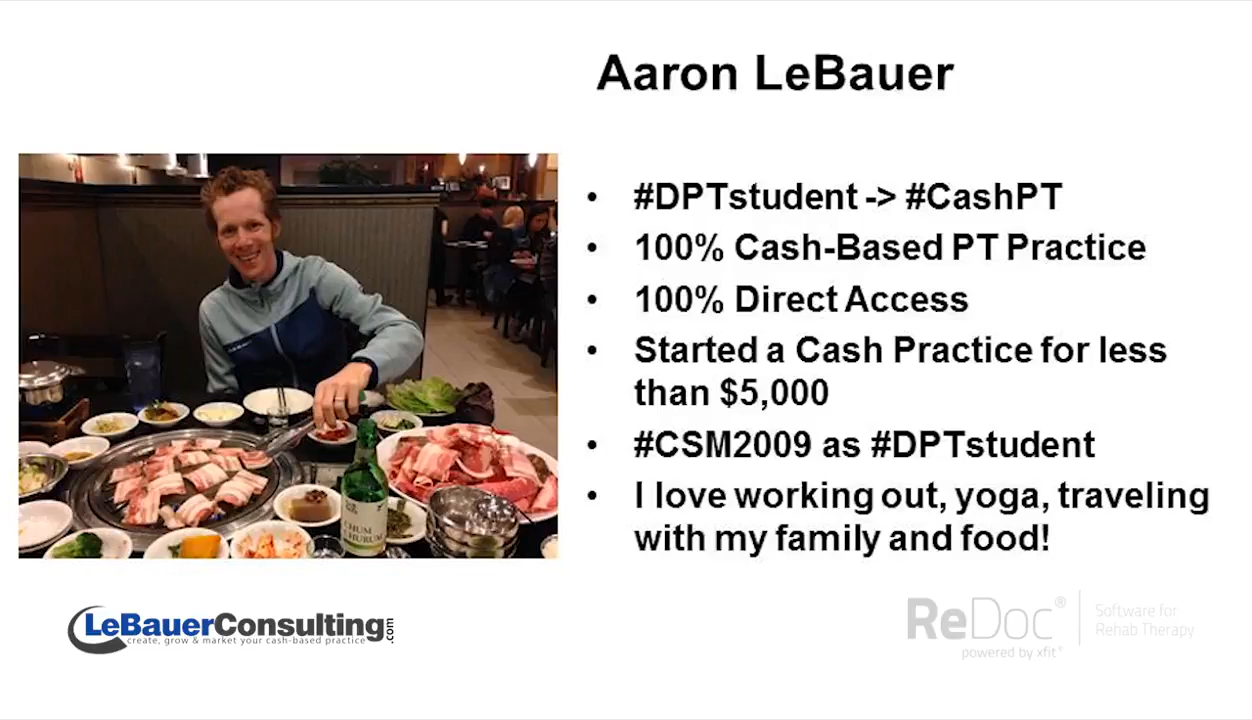 Aaron LeBauer
• #DPTstudent -> #CashPT
• 100% Cash-Based PT Practice
• 100% Direct Access
• Started a Cash Practice for less
than $5,000
• #CSM2009 as #DPTstudent
• I love working out, yoga, traveling
with my family and food!
CHUM
CHURUM
LeBauerConsulting.com
create, grow & market your cash-based practice
ReDoc®
Software for
Rehab Therapy
powered by xfit®